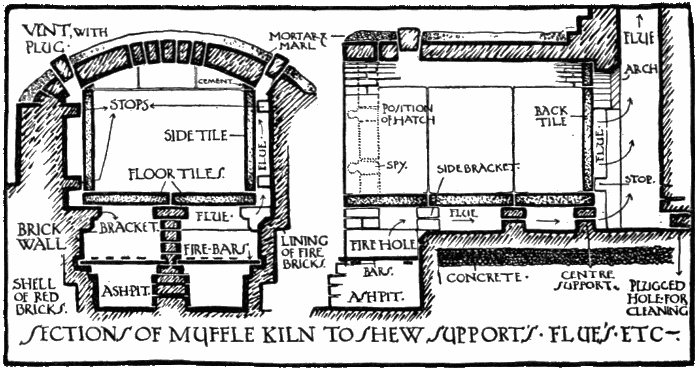 VENT, WITH
PLUG.
MORTAR &
MARL
CEMENT
STOPS
SIDE TILE
FLUE.
FLOOR TILES.
BRACKET.
FLUE.
FIRE-BARS.
BRICK
WALL
SHELL
OF RED
BRICKS.
ASHPIT.
LINING
OF FIRE
BRICKS.
POSITION
OF HATCH
SPY.
SIDE BRACKET.
BACK
TILE
FLUE
FLUE
ARCH
STOP.
FLUE
FIRE HOLE
BARS.
ASHPIT.
CONCRETE.
CENTRE
SUPPORT.
PLUGGED
HOLE·FOR
CLEANING
SECTIONS OF MUFFLE KILN TO SHEW SUPPORT'S · FLUE'S · ETC~.